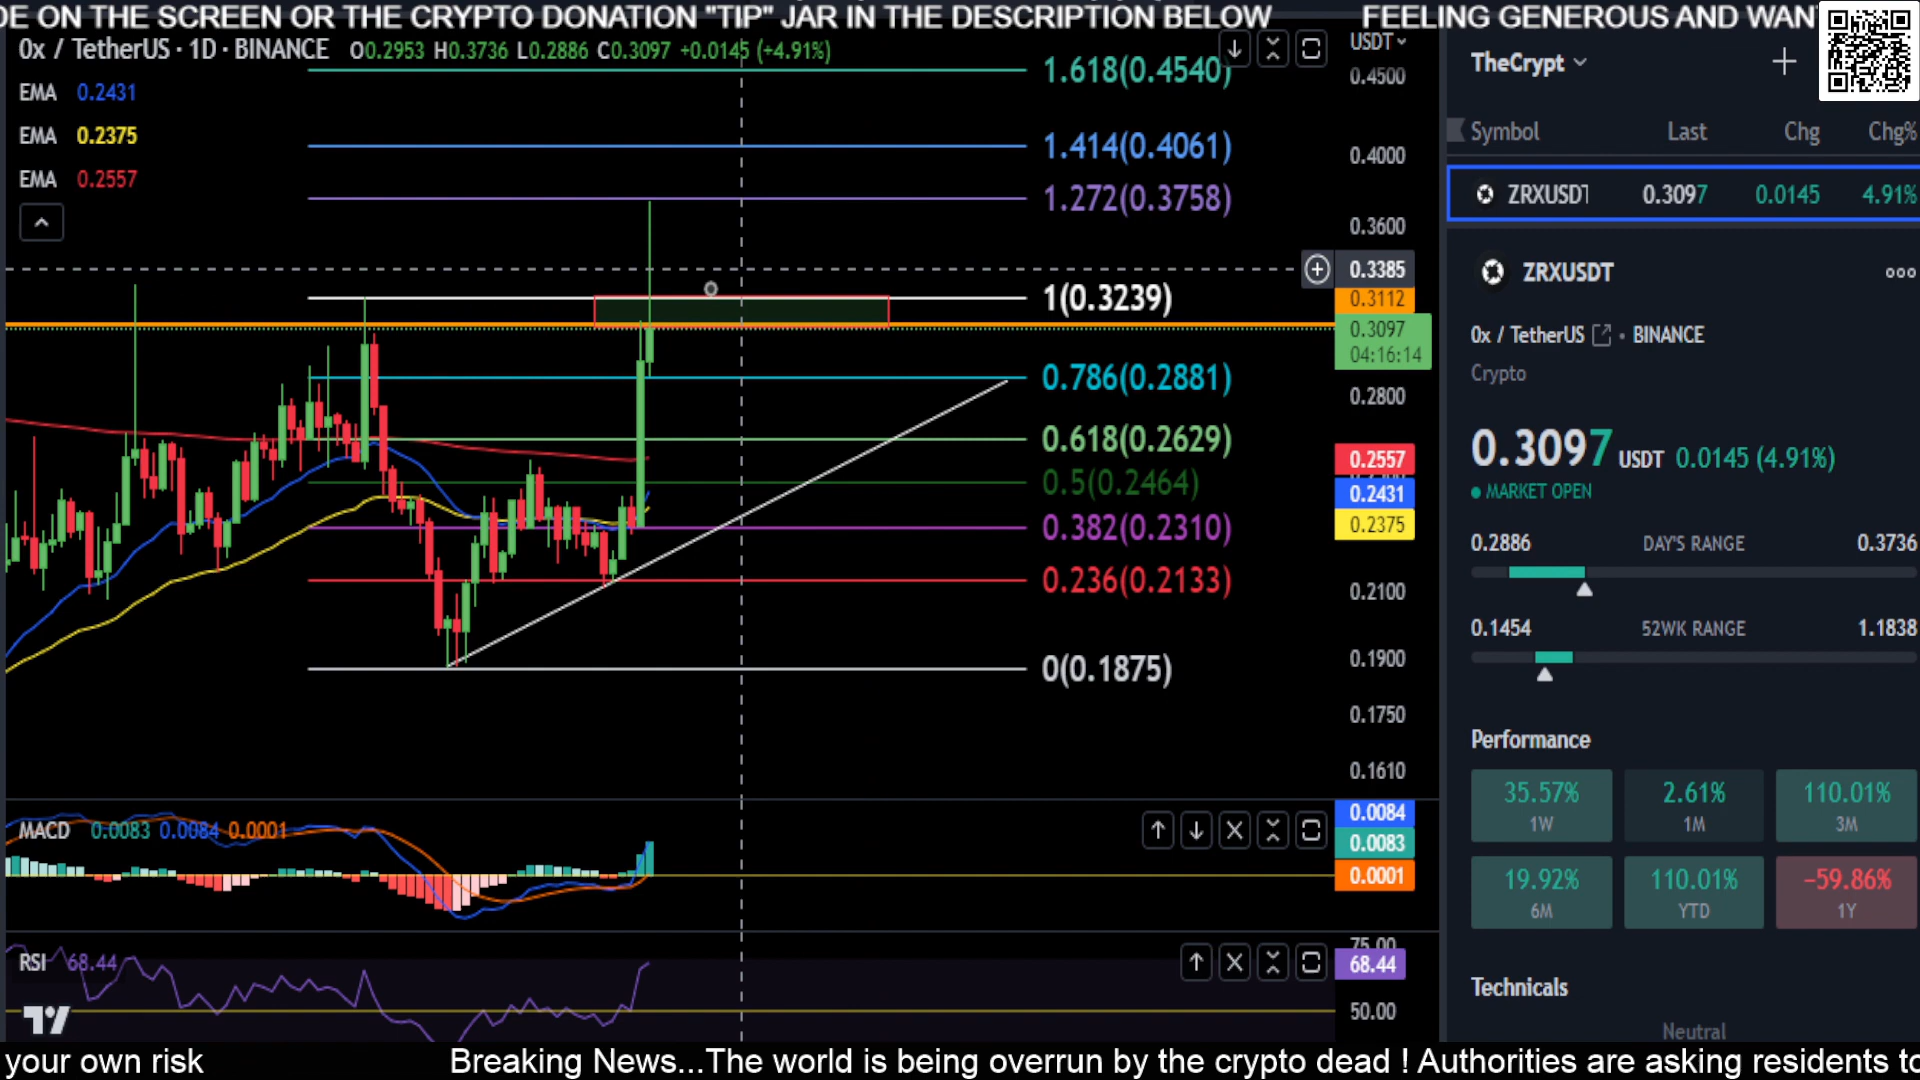 DE ON THE SCREEN OR THE CRYPTO DONATION "TIP" JAR IN THE DESCRIPTION BELOW FEELING GENEROUS AND WANT
0x / TetherUS · 1D · BINANCE O0.2953 H0.3736 L0.2886 C0.3097 +0.0145 (+4.91%)
EMA 0.2431
EMA 0.2375
EMA 0.2557
1.618(0.4540)
1.414(0.4061)
1.272(0.3758)
1(0.3239)
0.786(0.2881)
0.618(0.2629)
0.5(0.2464)
0.382(0.2310)
0.236(0.2133)
0(0.1875)
USDT
0.4500
0.4000
0.3600
0.3385
0.3112
0.3097
04:16:14
0.2800
0.2557
0.2431
0.2375
0.2100
0.1900
0.1750
0.1610
MACD 0.0083 0.0084 0.0001
0.0084
0.0083
0.0001
RSI 68.44
75.00
68.44
50.00
TheCrypt
Symbol Last Chg Chg%
ZRXUSDT 0.3097 0.0145 4.91%
ZRXUSDT
0x / TetherUS · BINANCE
Crypto
0.3097 USDT 0.0145 (4.91%)
MARKET OPEN
0.2886 DAY'S RANGE 0.3736
0.1454 52WK RANGE 1.1838
Performance
35.57% 2.61% 110.01%
1W 1M 3M
19.92% 110.01% −59.86%
6M YTD 1Y
Technicals
Neutral
your own risk Breaking News...The world is being overrun by the crypto dead ! Authorities are asking residents to